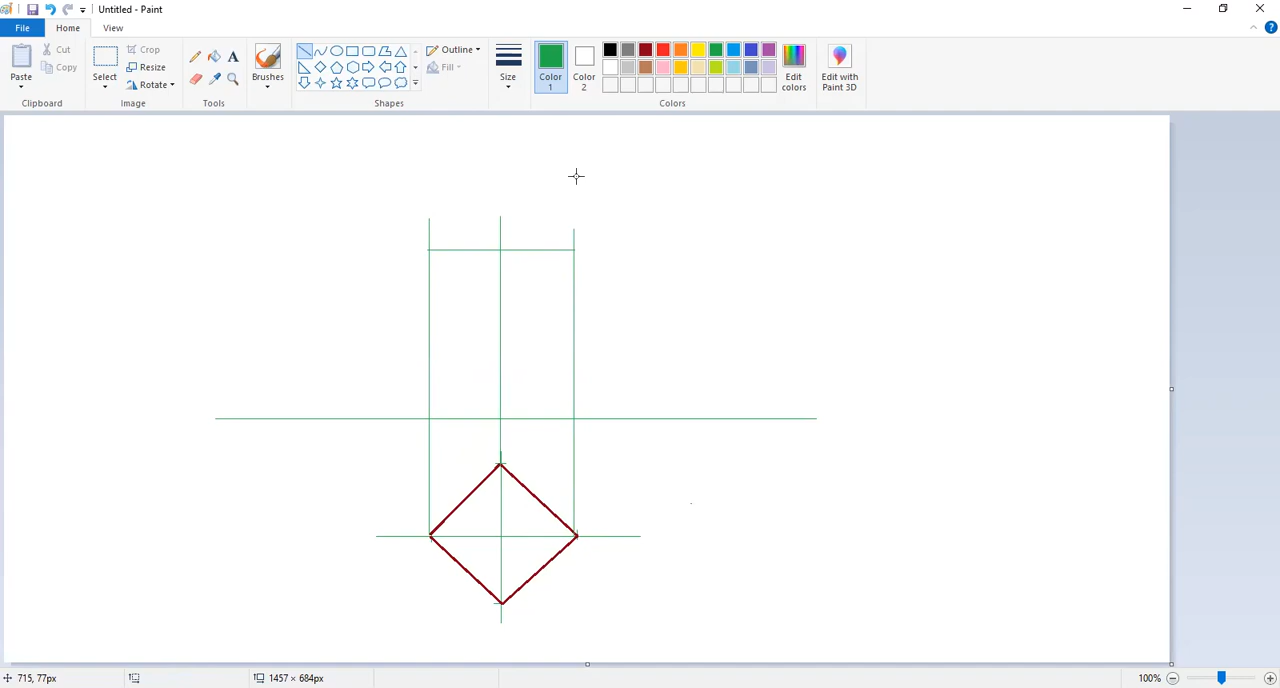 Untitled - Paint
File Home View
Paste
Cut
Copy
Clipboard
Select
Crop
Resize
Rotate
Image
A
Tools
Brushes
Outline
Fill
Shapes
Size
Color
1
Color
2
Edit
colors
Colors
Edit with
Paint 3D
715, 77px
1457 × 684px
100%